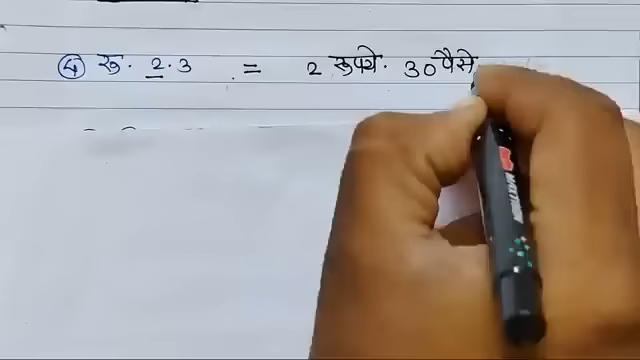 ④ रू. 2.3 = 2 रूपये. 30 पैसे